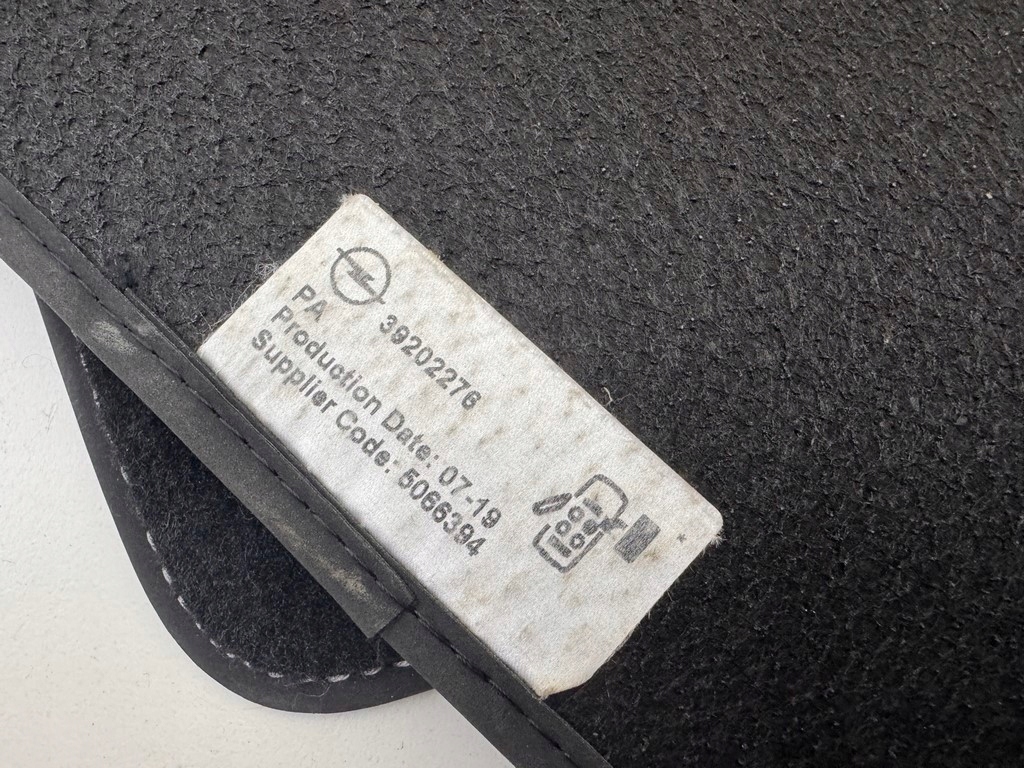 39202276
PA
Production Date: 07-19
Supplier Code: 5066394